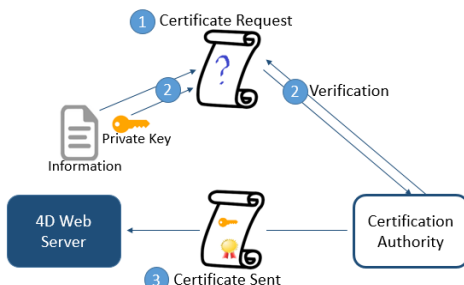 1 Certificate Request
?
2
2 Verification
Private Key
Information
4D Web
Server
Certification
Authority
3 Certificate Sent